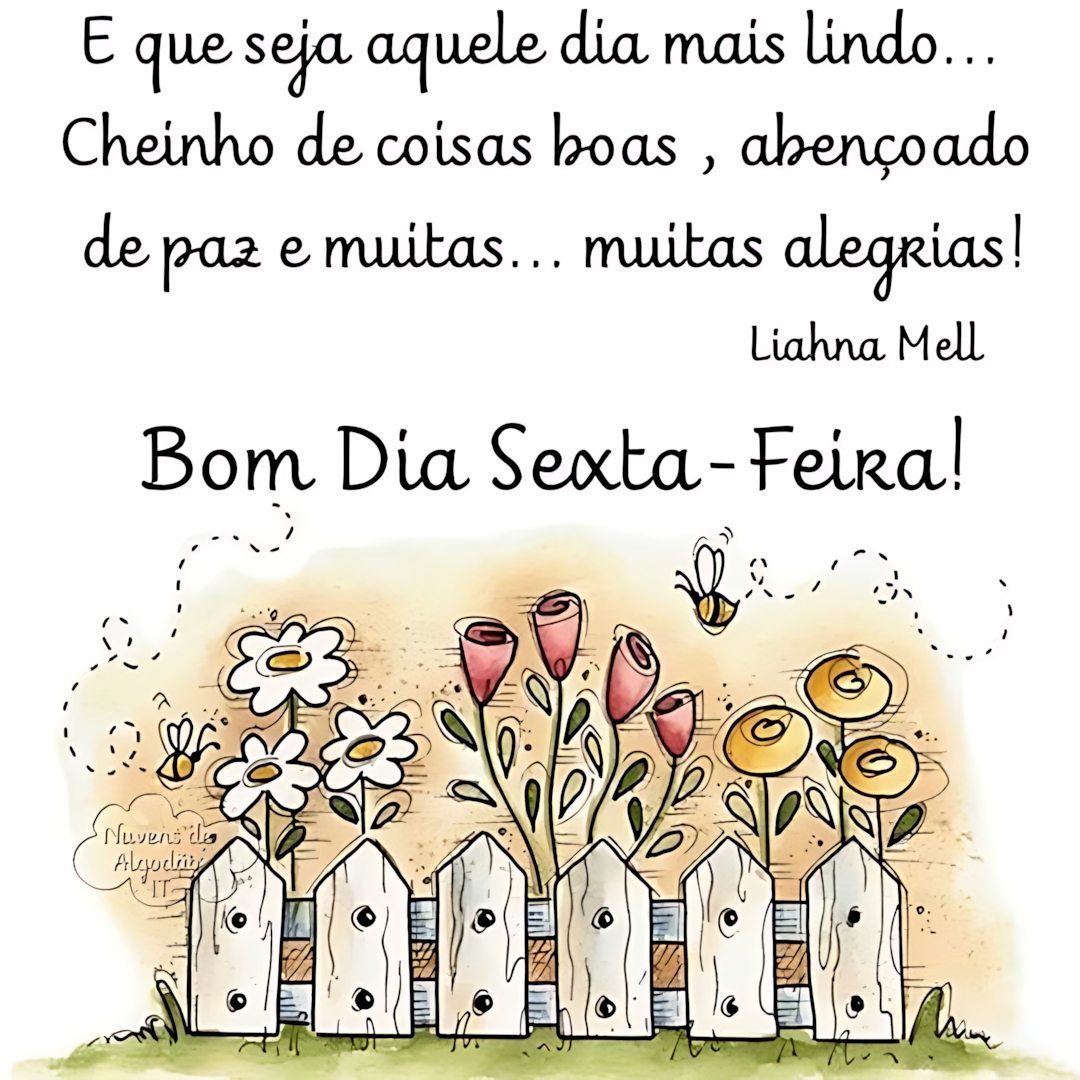 E que seja aquele dia mais lindo...
Cheinho de coisas boas , abençoado
de paz e muitas... muitas alegrias!
Liahna Mell
Bom Dia Sexta-Feira!
Nuvens de
Algodão
IT